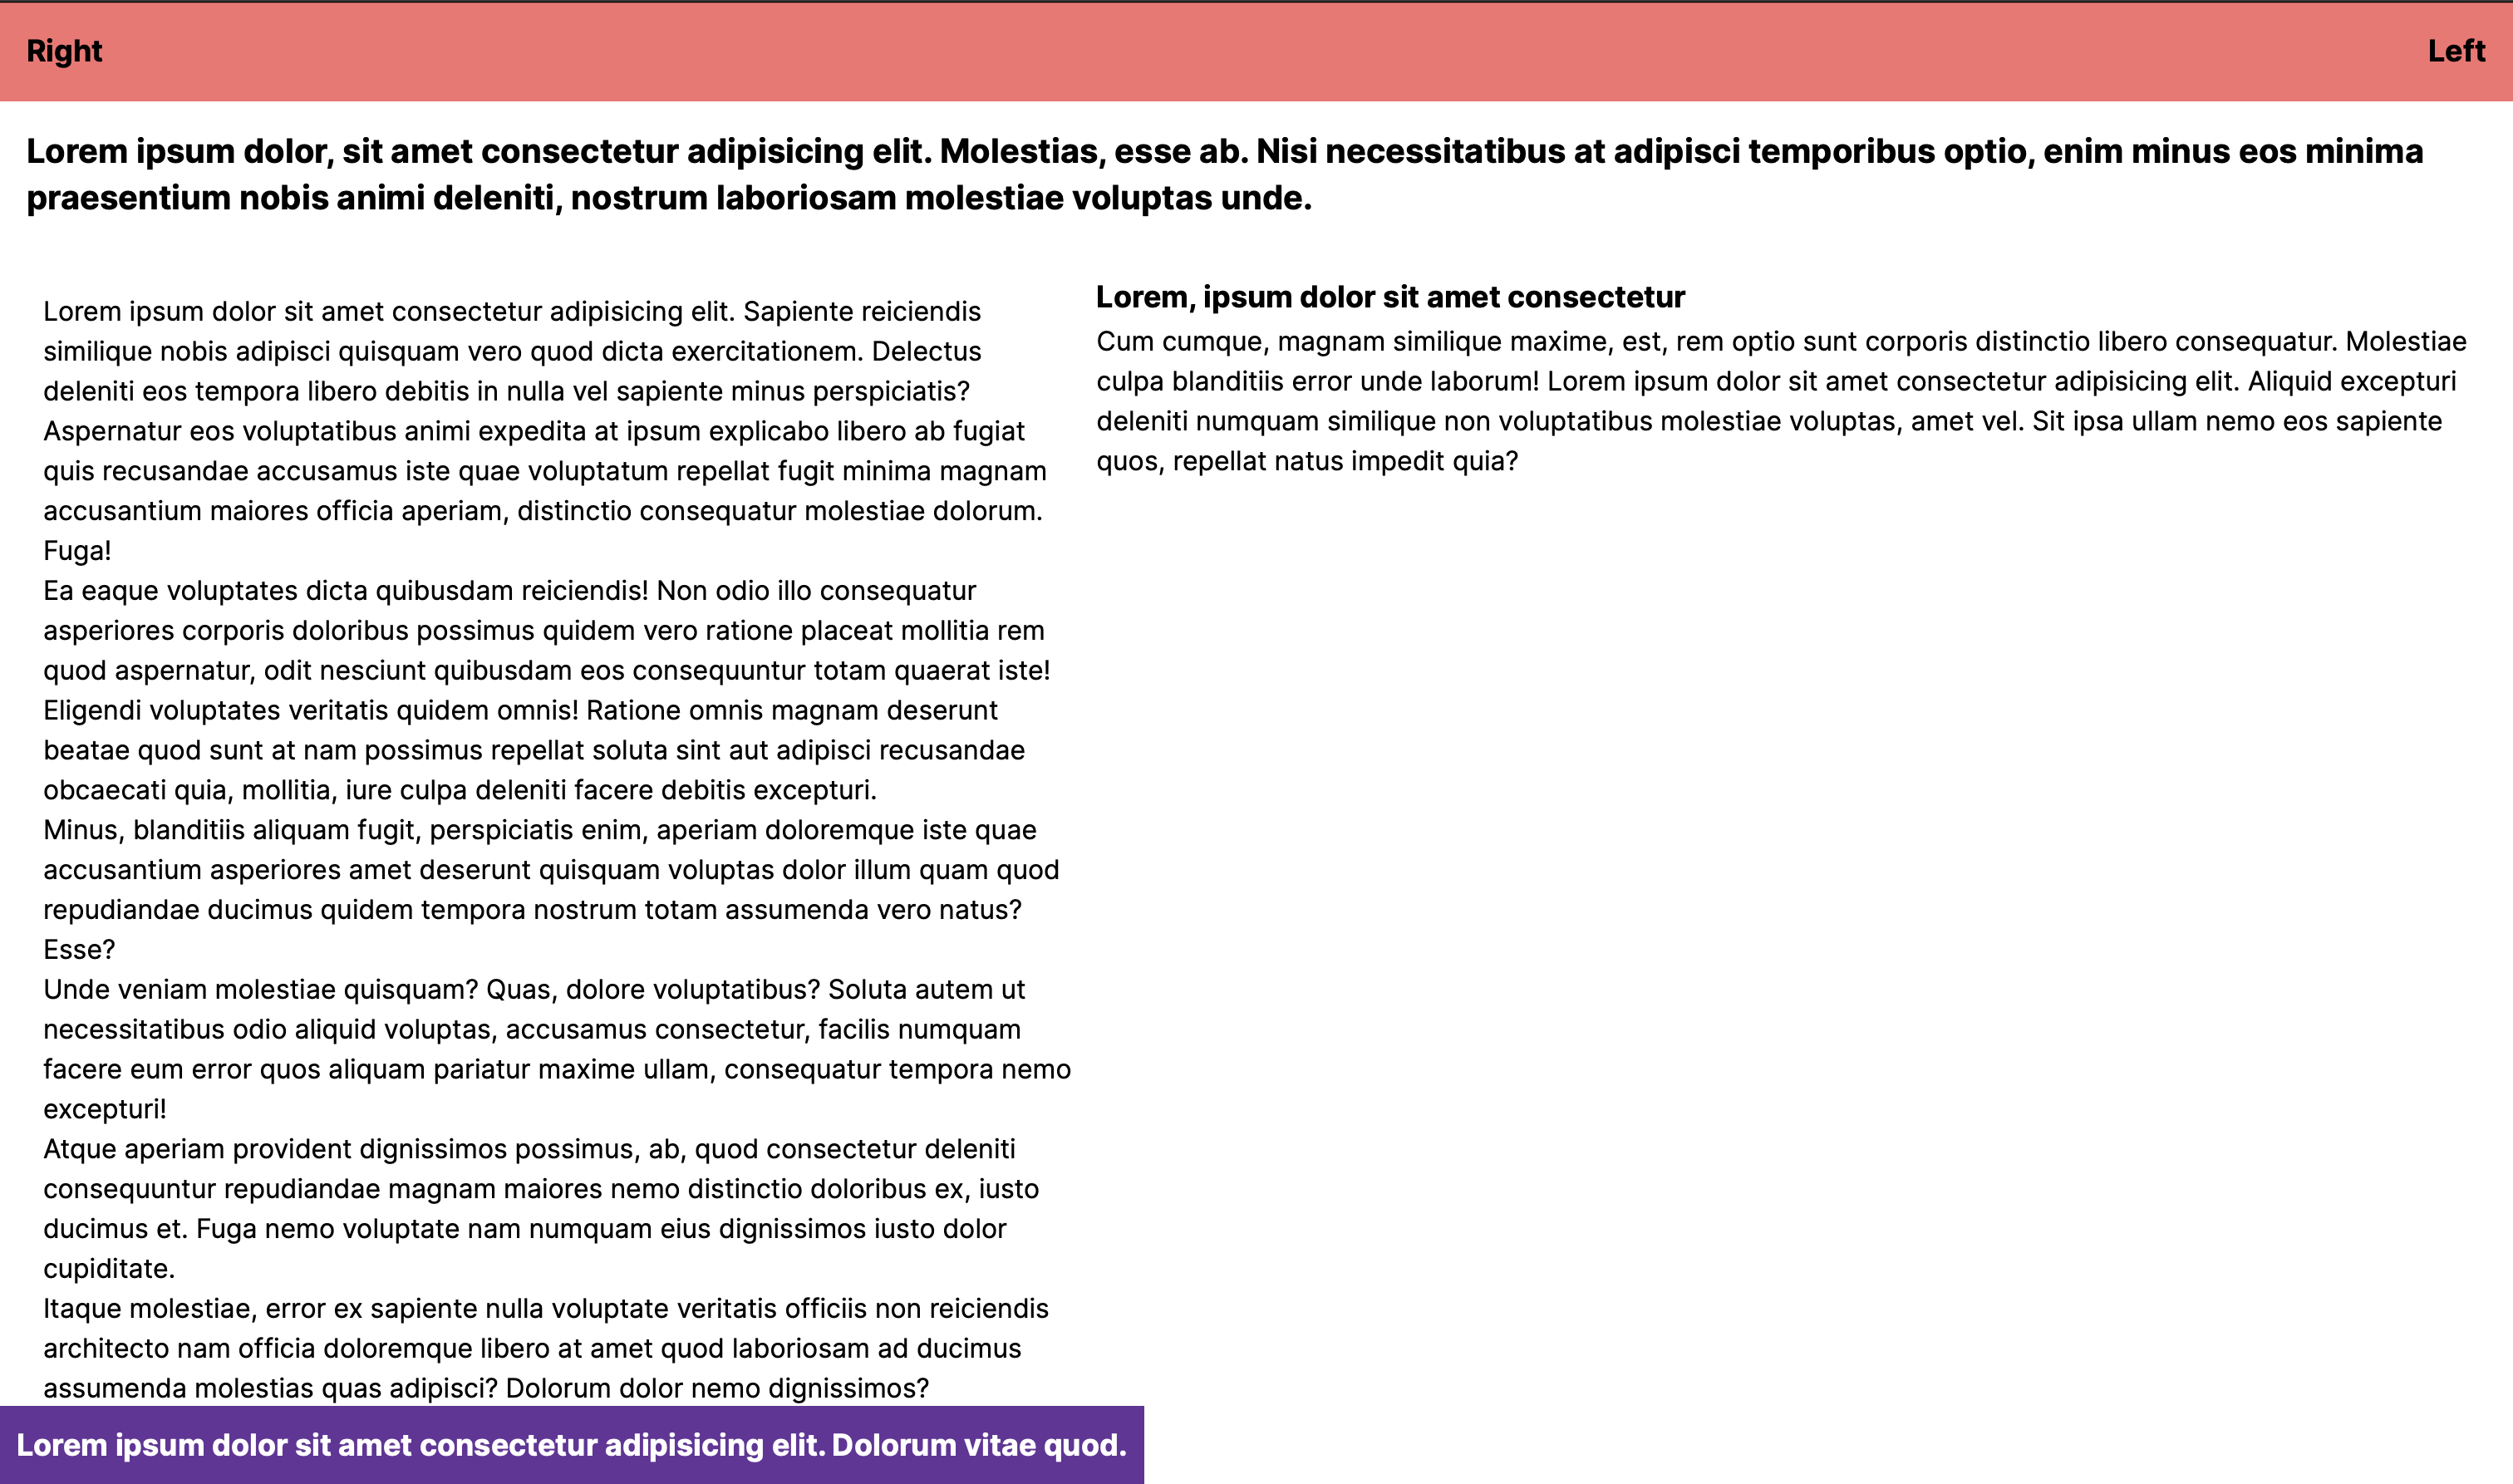 Right
Left
Lorem ipsum dolor, sit amet consectetur adipisicing elit. Molestias, esse ab. Nisi necessitatibus at adipisci temporibus optio, enim minus eos minima
praesentium nobis animi deleniti, nostrum laboriosam molestiae voluptas unde.
Lorem ipsum dolor sit amet consectetur adipisicing elit. Sapiente reiciendis
similique nobis adipisci quisquam vero quod dicta exercitationem. Delectus
deleniti eos tempora libero debitis in nulla vel sapiente minus perspiciatis?
Aspernatur eos voluptatibus animi expedita at ipsum explicabo libero ab fugiat
quis recusandae accusamus iste quae voluptatum repellat fugit minima magnam
accusantium maiores officia aperiam, distinctio consequatur molestiae dolorum.
Fuga!
Ea eaque voluptates dicta quibusdam reiciendis! Non odio illo consequatur
asperiores corporis doloribus possimus quidem vero ratione placeat mollitia rem
quod aspernatur, odit nesciunt quibusdam eos consequuntur totam quaerat iste!
Eligendi voluptates veritatis quidem omnis! Ratione omnis magnam deserunt
beatae quod sunt at nam possimus repellat soluta sint aut adipisci recusandae
obcaecati quia, mollitia, iure culpa deleniti facere debitis excepturi.
Minus, blanditiis aliquam fugit, perspiciatis enim, aperiam doloremque iste quae
accusantium asperiores amet deserunt quisquam voluptas dolor illum quam quod
repudiandae ducimus quidem tempora nostrum totam assumenda vero natus?
Esse?
Unde veniam molestiae quisquam? Quas, dolore voluptatibus? Soluta autem ut
necessitatibus odio aliquid voluptas, accusamus consectetur, facilis numquam
facere eum error quos aliquam pariatur maxime ullam, consequatur tempora nemo
excepturi!
Atque aperiam provident dignissimos possimus, ab, quod consectetur deleniti
consequuntur repudiandae magnam maiores nemo distinctio doloribus ex, iusto
ducimus et. Fuga nemo voluptate nam numquam eius dignissimos iusto dolor
cupiditate.
Itaque molestiae, error ex sapiente nulla voluptate veritatis officiis non reiciendis
architecto nam officia doloremque libero at amet quod laboriosam ad ducimus
assumenda molestias quas adipisci? Dolorum dolor nemo dignissimos?
Lorem, ipsum dolor sit amet consectetur
Cum cumque, magnam similique maxime, est, rem optio sunt corporis distinctio libero consequatur. Molestiae
culpa blanditiis error unde laborum! Lorem ipsum dolor sit amet consectetur adipisicing elit. Aliquid excepturi
deleniti numquam similique non voluptatibus molestiae voluptas, amet vel. Sit ipsa ullam nemo eos sapiente
quos, repellat natus impedit quia?
Lorem ipsum dolor sit amet consectetur adipisicing elit. Dolorum vitae quod.